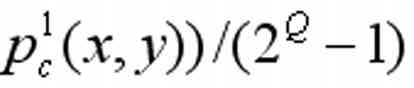 p_c^1(x, y))/(2^Q − 1)